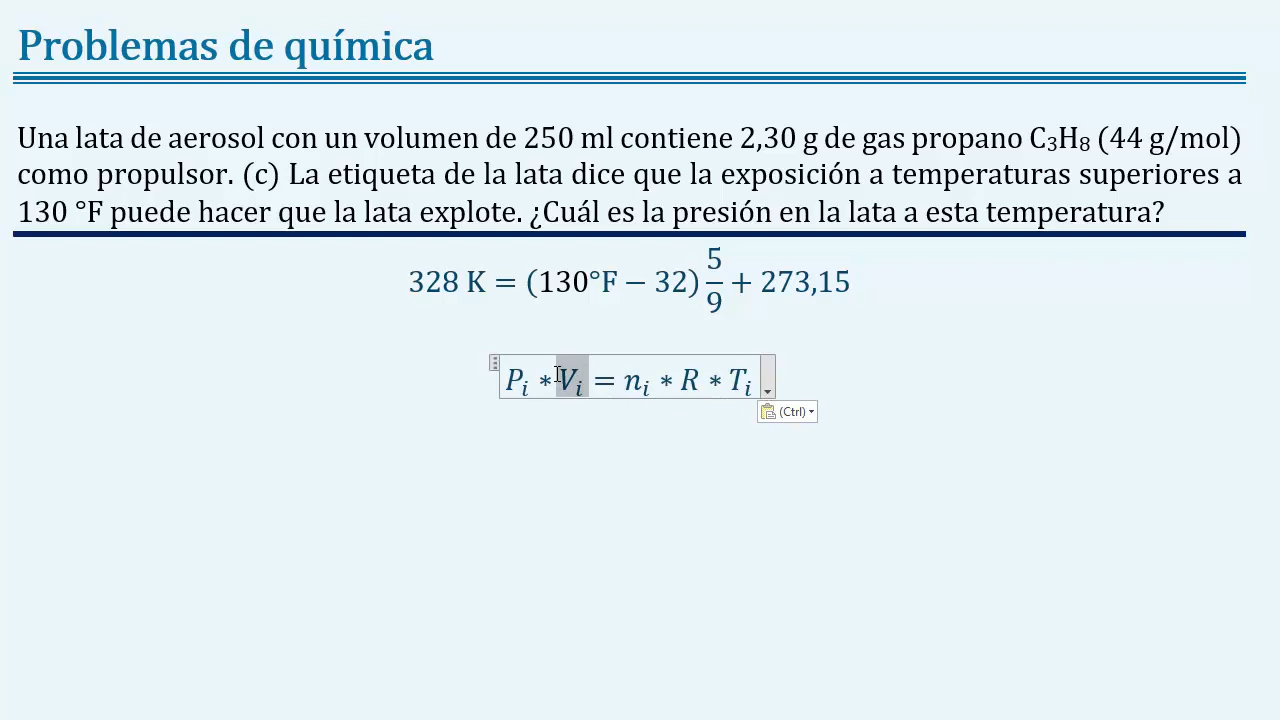 Problemas de química
Una lata de aerosol con un volumen de 250 ml contiene 2,30 g de gas propano C₃H₈ (44 g/mol)
como propulsor. (c) La etiqueta de la lata dice que la exposición a temperaturas superiores a
130 °F puede hacer que la lata explote. ¿Cuál es la presión en la lata a esta temperatura?
328 K = (130°F − 32) 5/9 + 273,15
Pᵢ ∗ Vᵢ = nᵢ ∗ R ∗ Tᵢ
(Ctrl)